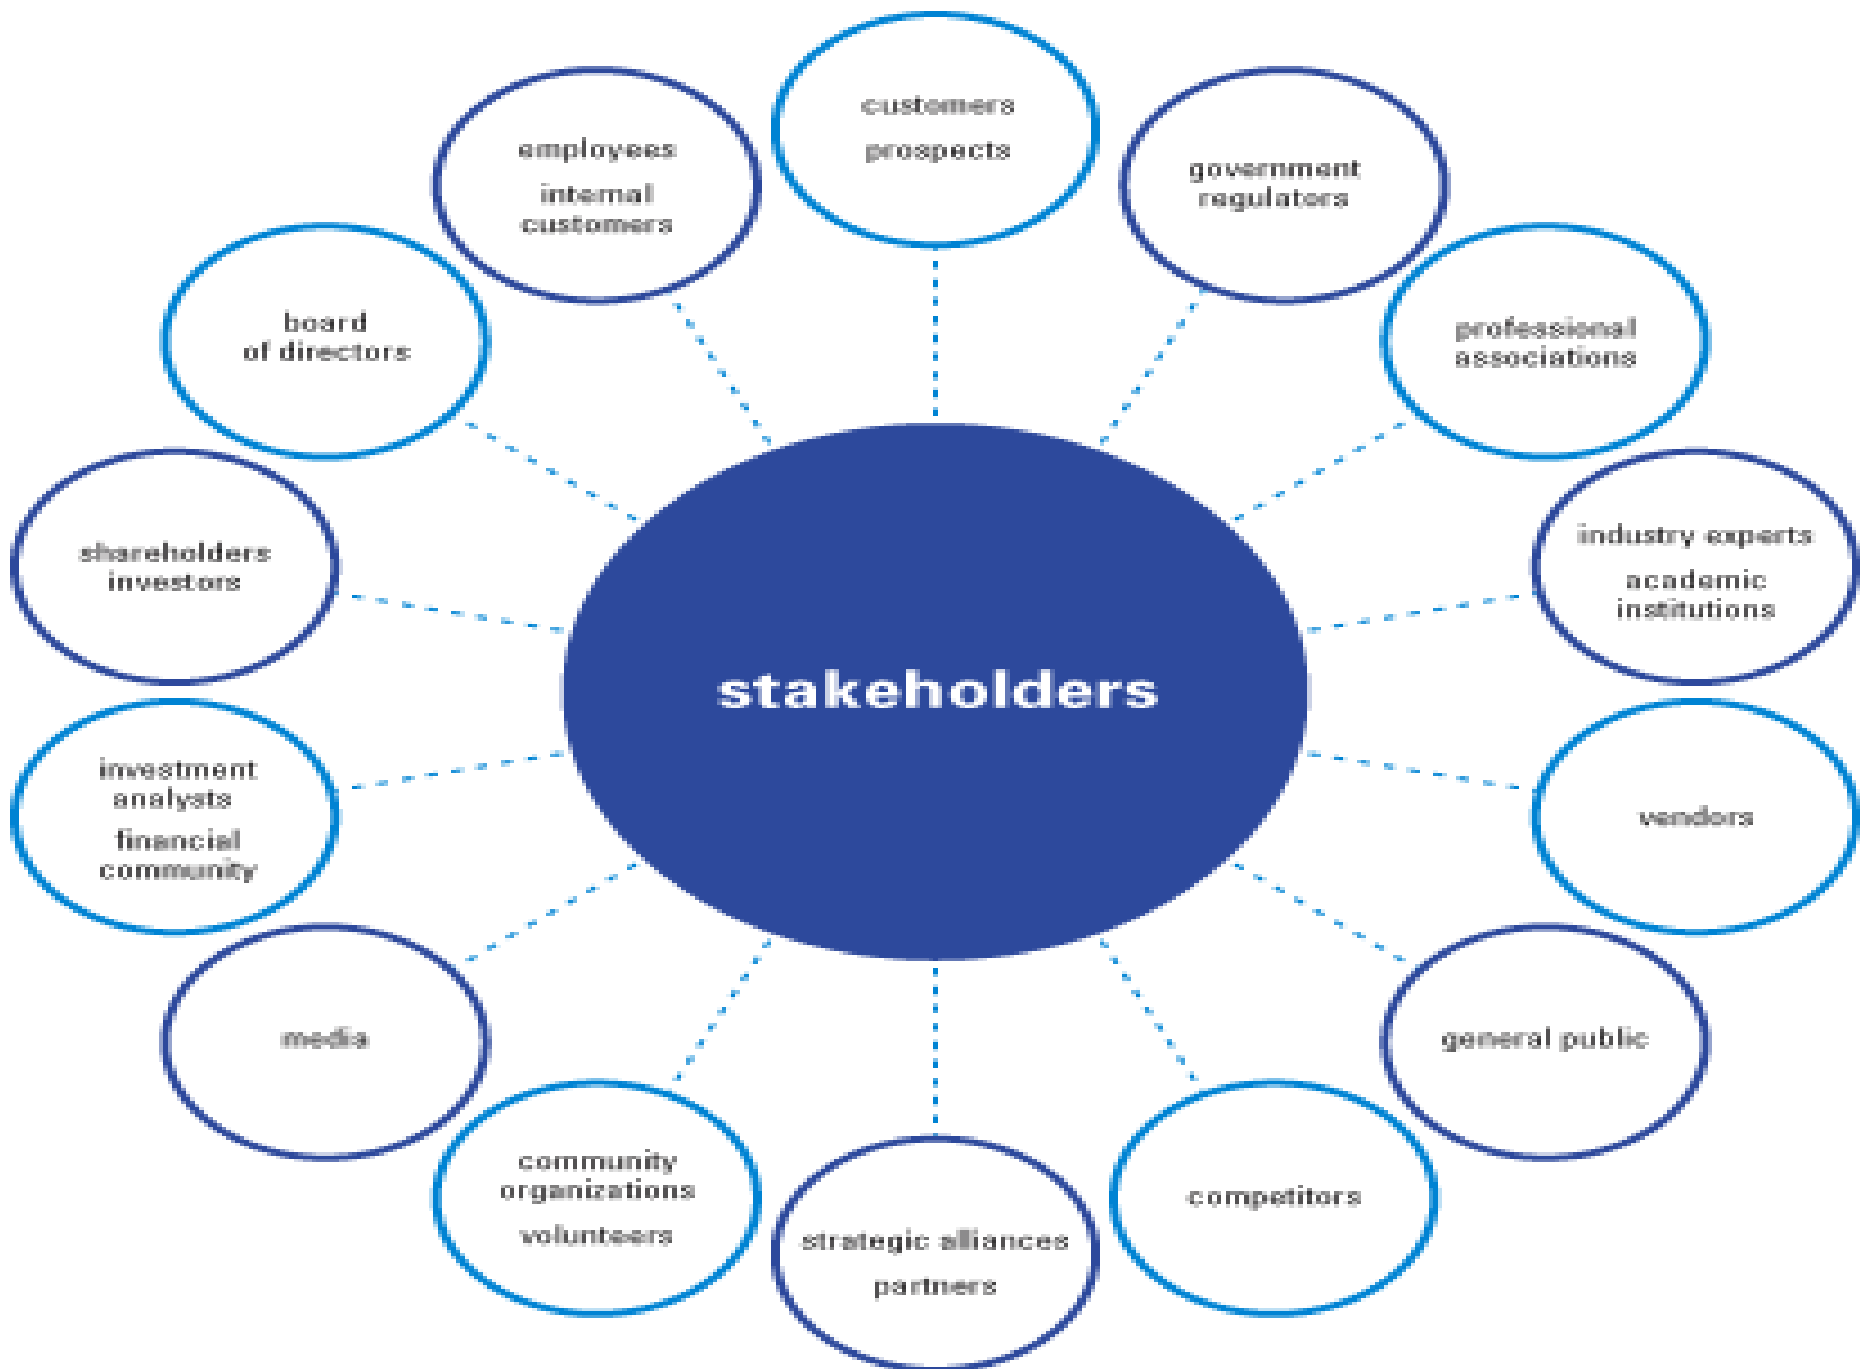 customers
prospects
government
regulators
professional
associations
industry experts
academic
institutions
vendors
general public
competitors
strategic alliances
partners
community
organizations
volunteers
media
investment
analysts
financial
community
shareholders
investors
board
of directors
employees
internal
customers
stakeholders